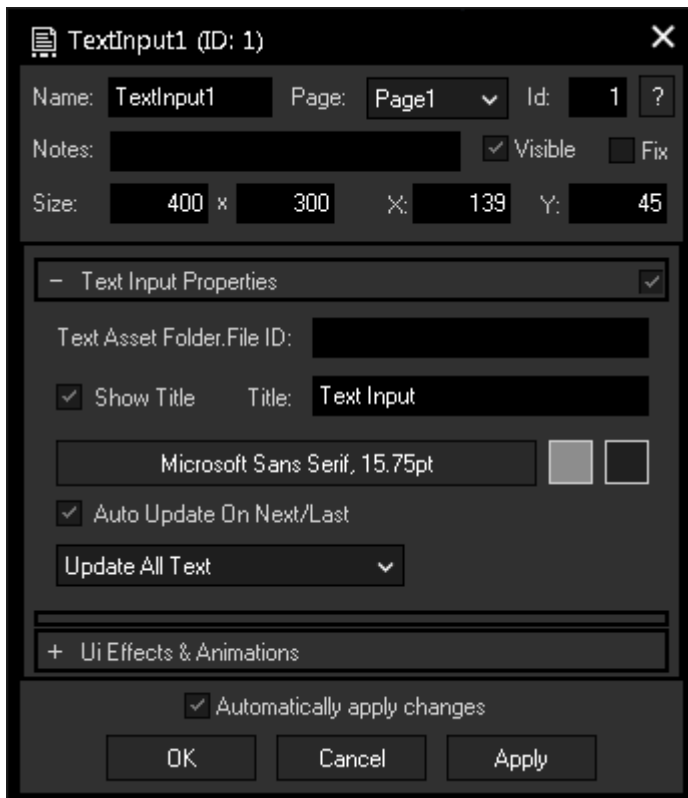 TextInput1 (ID: 1)
Name: TextInput1 Page: Page1 Id: 1 ?
Notes: Visible Fix
Size: 400 x 300 X: 139 Y: 45
− Text Input Properties
Text Asset Folder.File ID:
Show Title Title: Text Input
Microsoft Sans Serif, 15.75pt
Auto Update On Next/Last
Update All Text
+ Ui Effects & Animations
Automatically apply changes
OK Cancel Apply